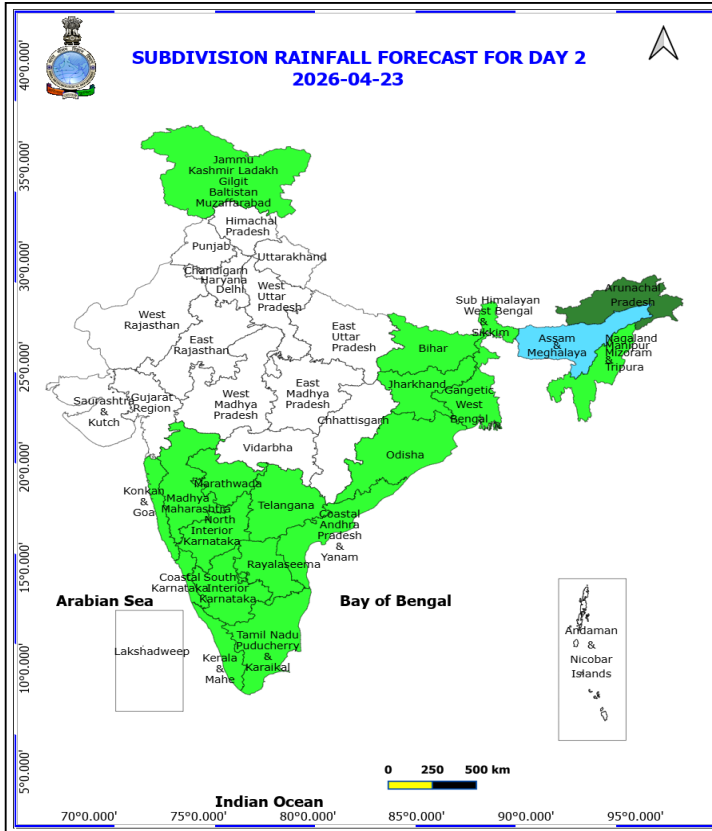 SUBDIVISION RAINFALL FORECAST FOR DAY 2
2026-04-23
40°0.000'
35°0.000'
30°0.000'
25°0.000'
20°0.000'
15°0.000'
10°0.000'
5°0.000'
Jammu
Kashmir Ladakh
Gilgit
Baltistan
Muzaffarabad
Himachal
Pradesh
Punjab
Uttarakhand
Chandigarh
Haryana
Delhi
West
Uttar
Pradesh
West
Rajasthan
East
Rajasthan
East
Uttar
Pradesh
Sub Himalayan
West Bengal
&
Sikkim
Arunachal
Pradesh
Assam
&
Meghalaya
Nagaland
Manipur
Mizoram
&
Tripura
Bihar
Jharkhand
Gangetic
West
Bengal
Saurashtra
&
Kutch
Gujarat
Region
West
Madhya
Pradesh
East
Madhya
Pradesh
Chhattisgarh
Vidarbha
Odisha
Konkan
&
Goa
Madhya
Maharashtra
Marathwada
Telangana
North
Interior
Karnataka
Coastal
Andhra
Pradesh
&
Yanam
Rayalaseema
Coastal
Karnataka
South
Interior
Karnataka
Arabian Sea
Bay of Bengal
Lakshadweep
Kerala
&
Mahe
Tamil Nadu
Puducherry
&
Karaikal
Andaman
&
Nicobar
Islands
0 250 500 km
Indian Ocean
70°0.000' 75°0.000' 80°0.000' 85°0.000' 90°0.000' 95°0.000'